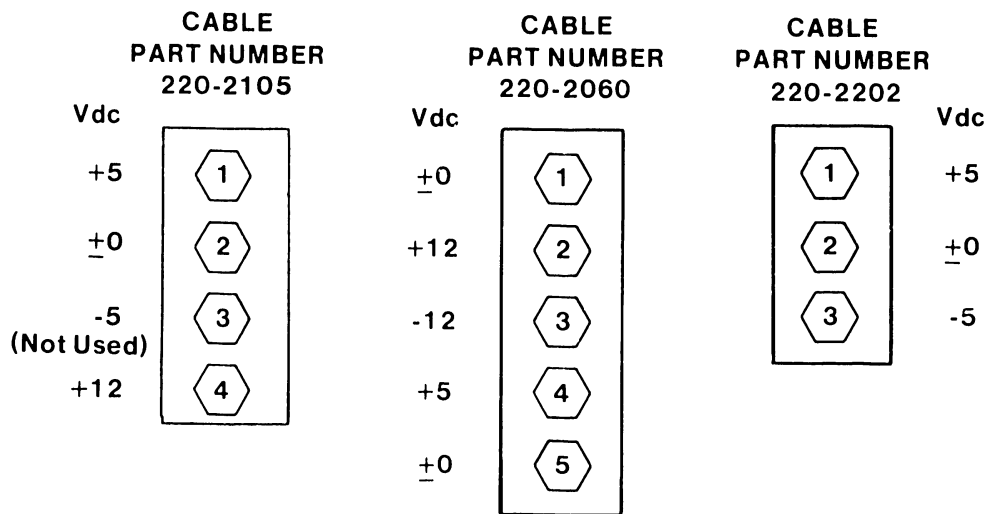 CABLE
PART NUMBER
220-2105
Vdc
+5 1
±0 2
-5 3
(Not Used)
+12 4
CABLE
PART NUMBER
220-2060
Vdc
±0 1
+12 2
-12 3
+5 4
±0 5
CABLE
PART NUMBER
220-2202
Vdc
1 +5
2 ±0
3 -5